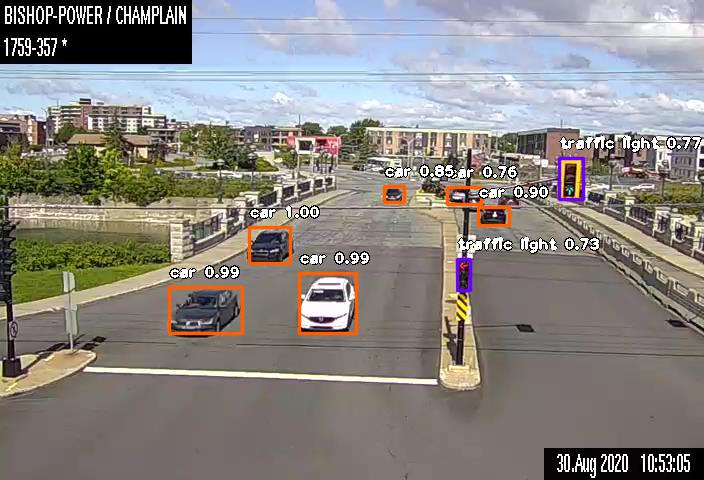 BISHOP-POWER / CHAMPLAIN
1759-357 *
traffic light 0.77
car 0.85
car 0.76
car 0.90
car 1.00
traffic light 0.73
car 0.99
car 0.99
30.Aug 2020 10:53:05